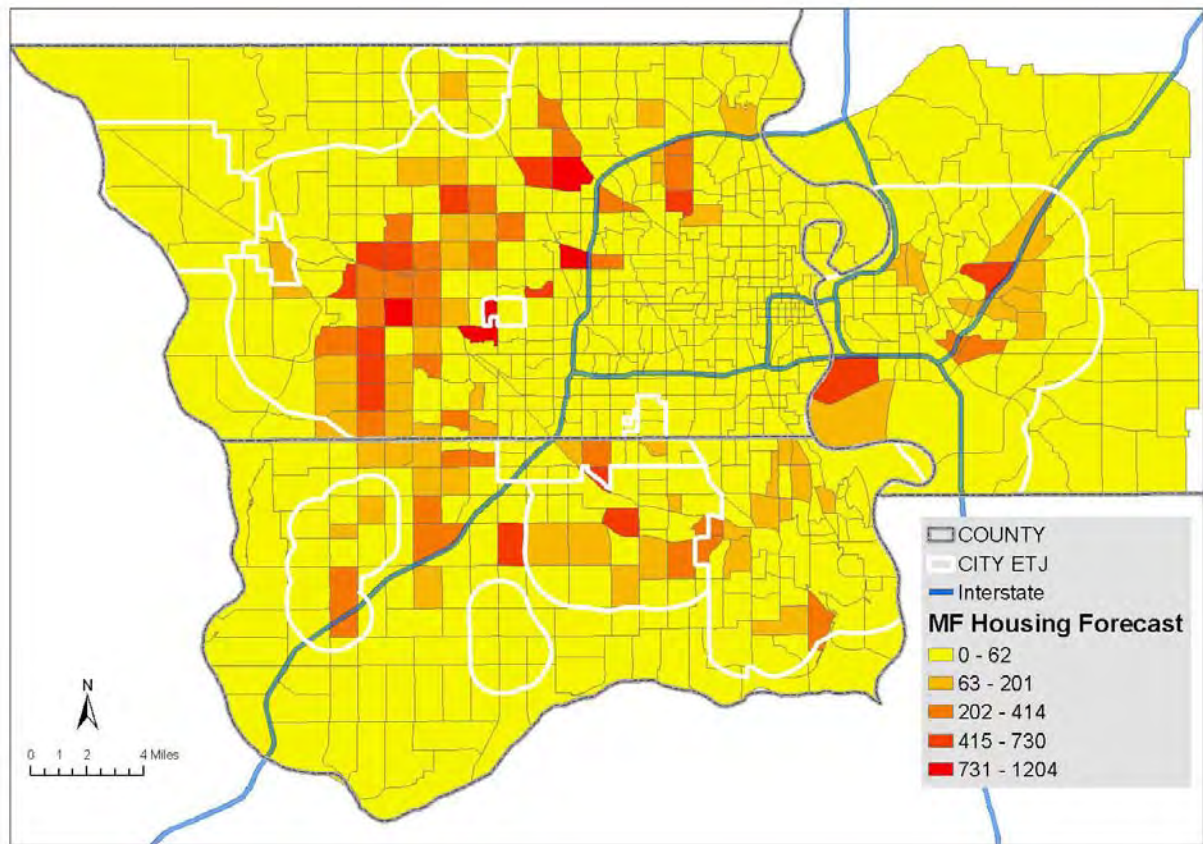 COUNTY
CITY ETJ
Interstate
MF Housing Forecast
0 - 62
63 - 201
202 - 414
415 - 730
731 - 1204
N
0 1 2 4 Miles